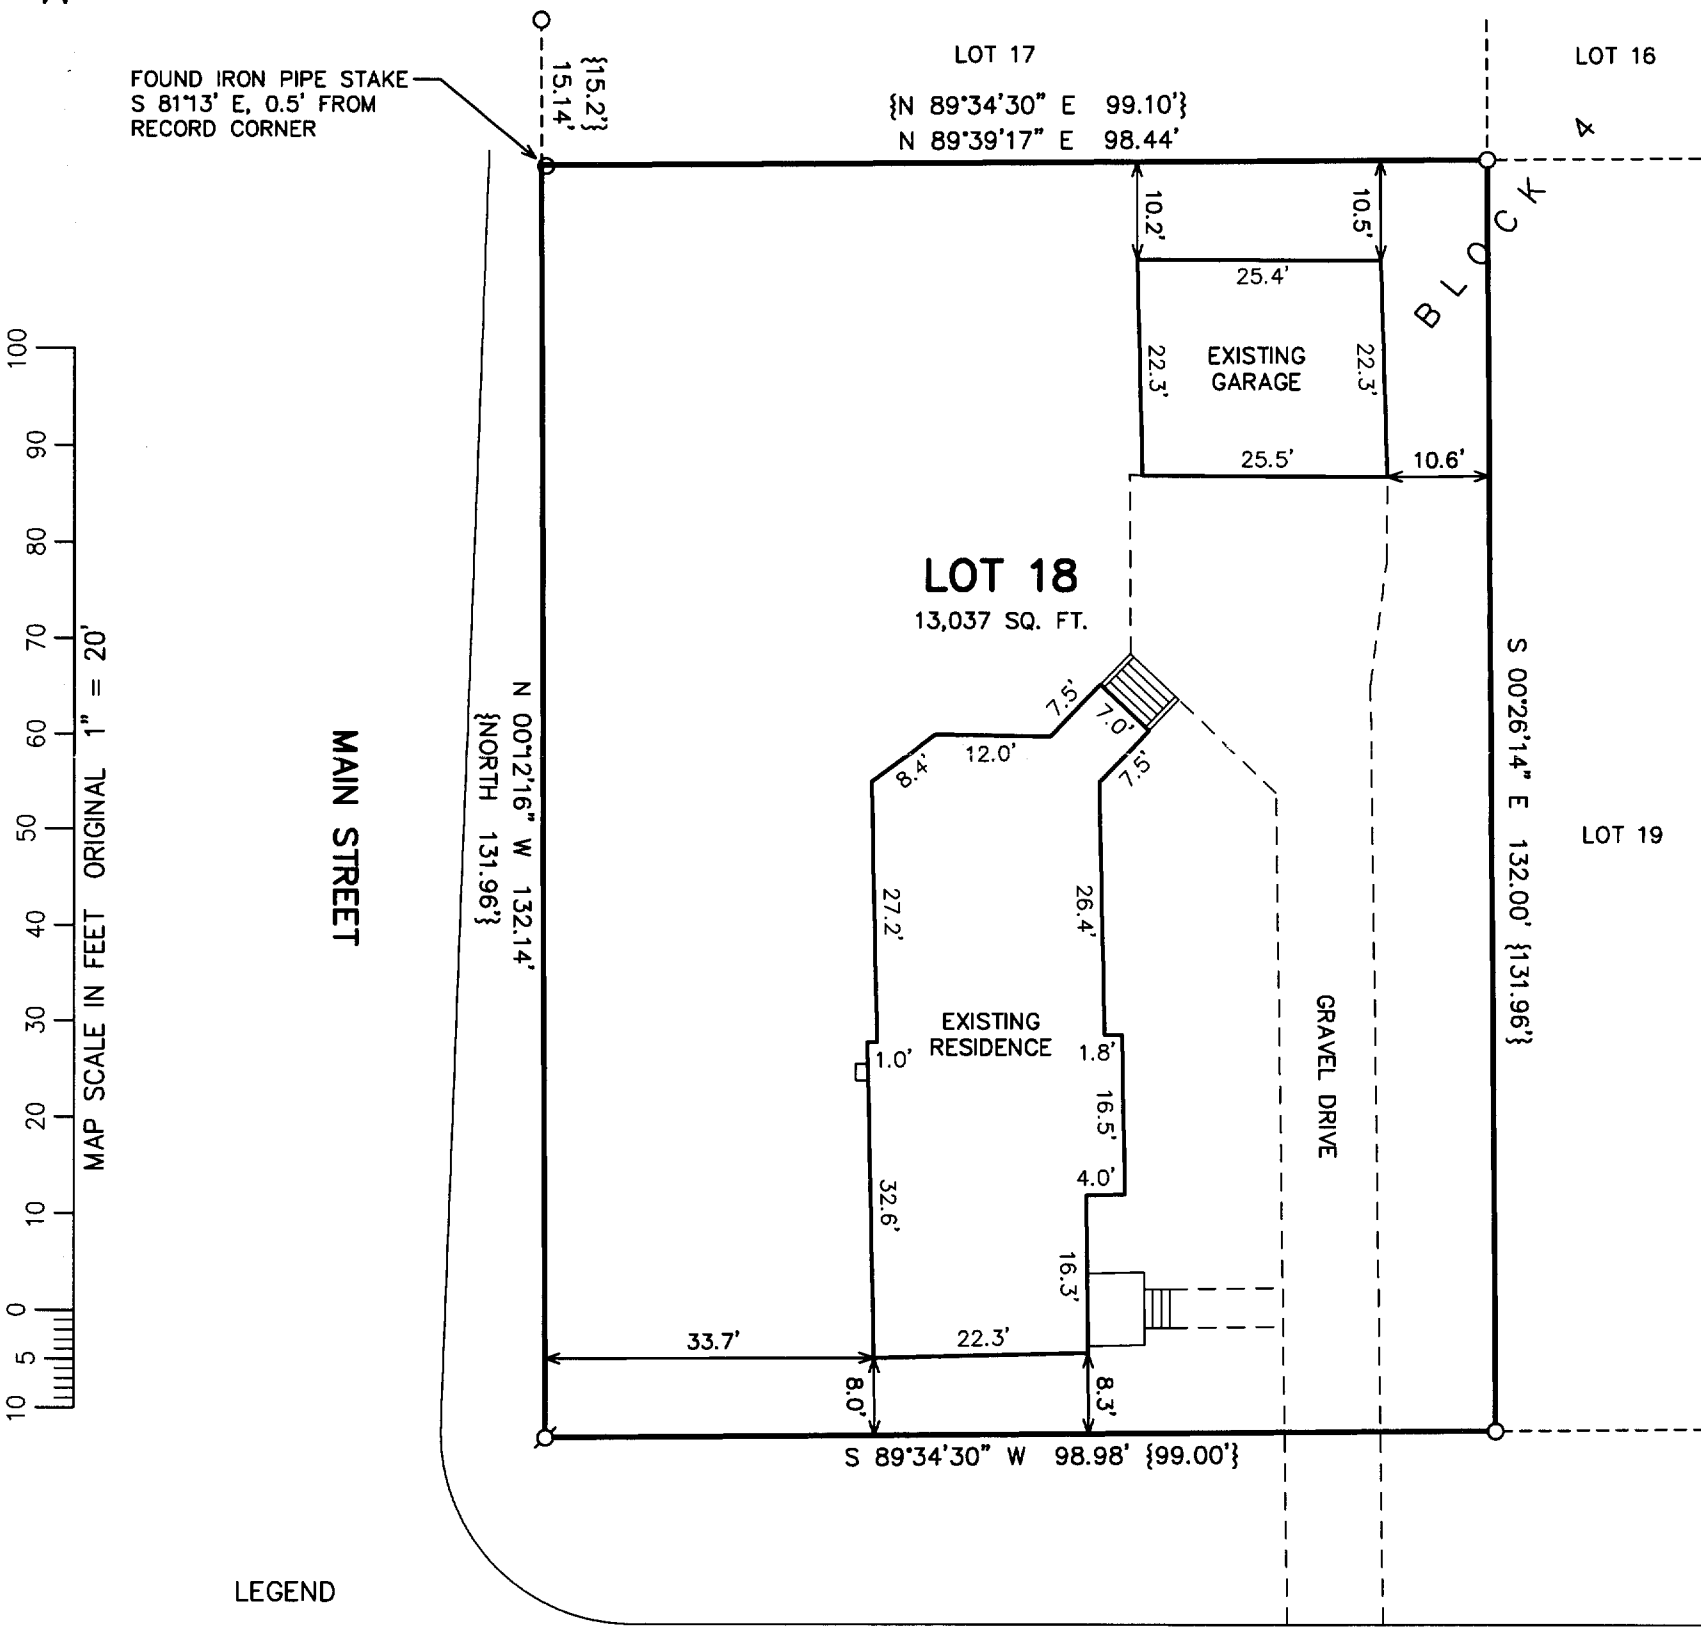 LOT 17
LOT 16
FOUND IRON PIPE STAKE
S 81°13' E, 0.5' FROM
RECORD CORNER
{15.2'}
15.14'
{N 89°34'30" E 99.10'}
N 89°39'17" E 98.44'
BLOCK 4
10.2'
10.5'
25.4'
22.3'
EXISTING
GARAGE
22.3'
25.5'
10.6'
LOT 18
13,037 SQ. FT.
100
90
80
70
60
50
40
30
20
10
0
5
10
MAP SCALE IN FEET ORIGINAL 1" = 20'
MAIN STREET
N 00°12'16" W 132.14'
{NORTH 131.96'}
7.5'
7.0'
12.0'
8.4'
7.5'
27.2'
26.4'
EXISTING
RESIDENCE
1.0'
1.8'
16.5'
4.0'
32.6'
16.3'
GRAVEL DRIVE
S 00°26'14" E 132.00' {131.96'}
LOT 19
33.7'
22.3'
8.0'
8.3'
S 89°34'30" W 98.98' {99.00'}
LEGEND